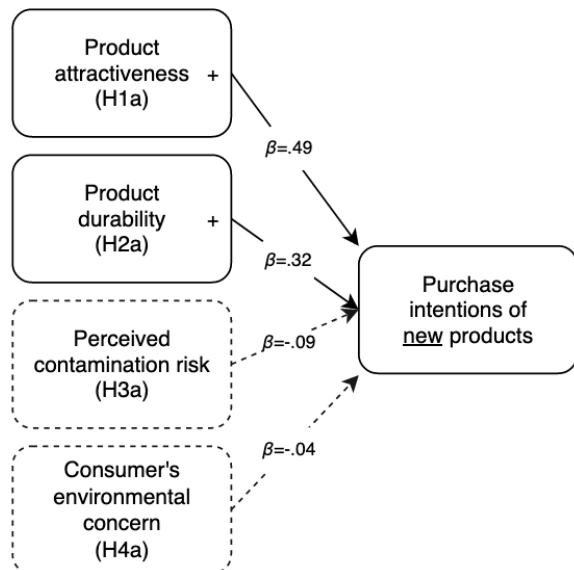 Product
attractiveness +
(H1a)
β=.49
Product
durability +
(H2a)
β=.32
Purchase
intentions of
new products
Perceived
contamination risk
(H3a)
β=-.09
Consumer's
environmental
concern
(H4a)
β=-.04